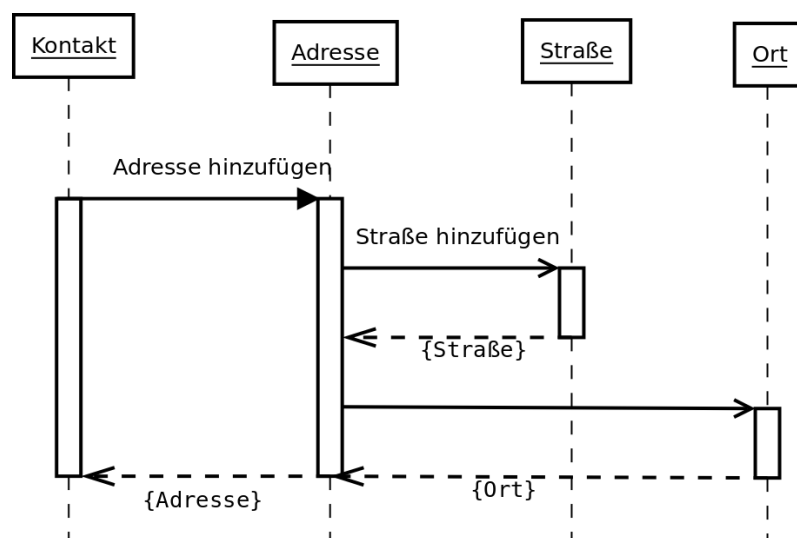 Kontakt
Adresse
Straße
Ort
Adresse hinzufügen
Straße hinzufügen
{Straße}
{Ort}
{Adresse}